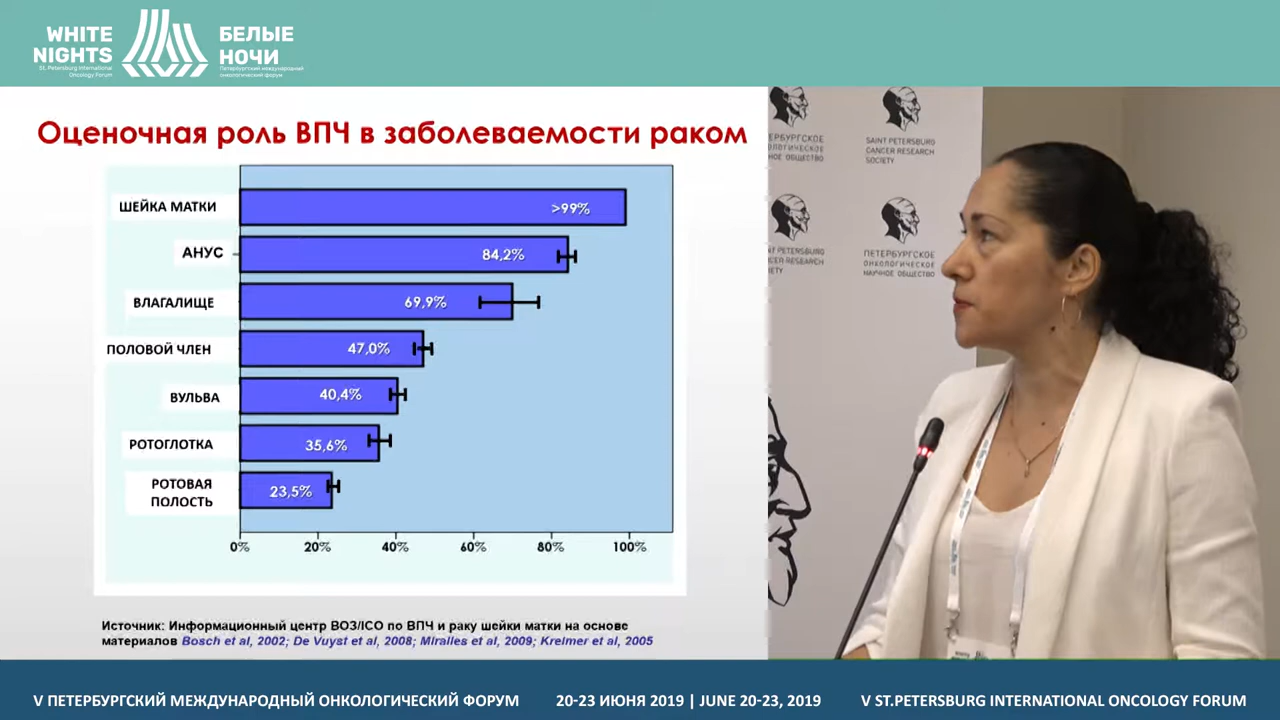 WHITE
NIGHTS
St. Petersburg International
Oncology Forum
БЕЛЫЕ
НОЧИ
Петербургский международный
онкологический форум
Оценочная роль ВПЧ в заболеваемости раком
ШЕЙКА МАТКИ
>99%
АНУС
84,2%
ВЛАГАЛИЩЕ
69,9%
ПОЛОВОЙ ЧЛЕН
47,0%
ВУЛЬВА
40,4%
РОТОГЛОТКА
35,6%
РОТОВАЯ
ПОЛОСТЬ
23,5%
0% 20% 40% 60% 80% 100%
Источник: Информационный центр ВОЗ/ICO по ВПЧ и раку шейки матки на основе
материалов Bosch et al, 2002; De Vuyst et al, 2008; Miralles et al, 2009; Kreimer et al, 2005
SAINT PETERSBURG
CANCER RESEARCH
SOCIETY
ПЕТЕРБУРГСКОЕ
ОНКОЛОГИЧЕСКОЕ
НАУЧНОЕ ОБЩЕСТВО
V ПЕТЕРБУРГСКИЙ МЕЖДУНАРОДНЫЙ ОНКОЛОГИЧЕСКИЙ ФОРУМ
20-23 ИЮНЯ 2019 | JUNE 20-23, 2019
V ST.PETERSBURG INTERNATIONAL ONCOLOGY FORUM